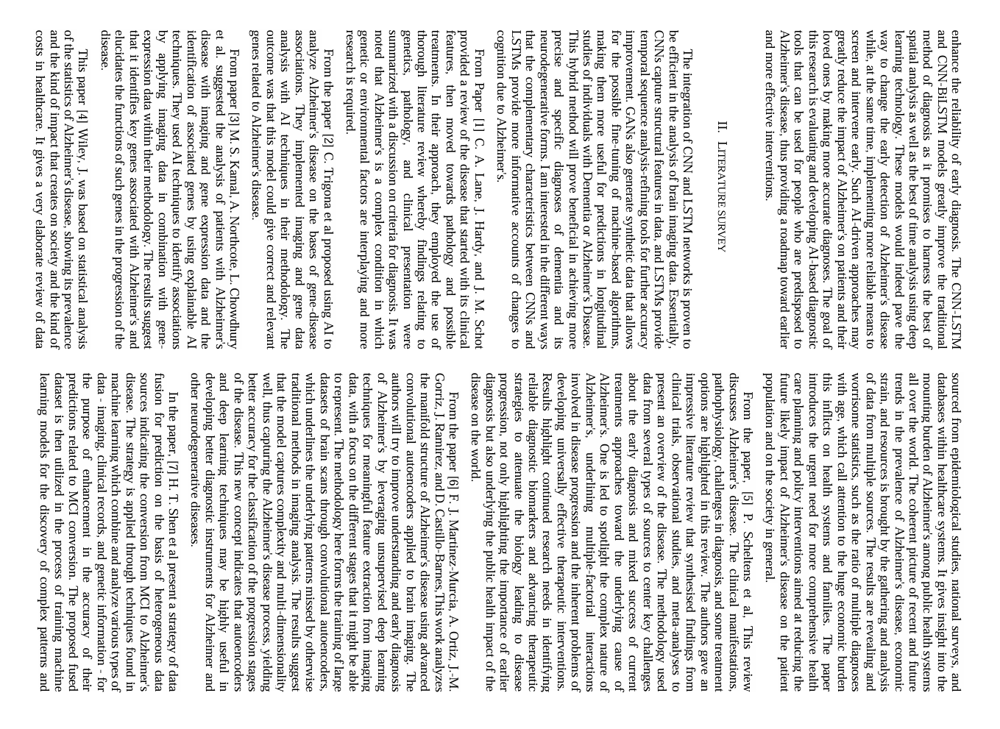 enhance the reliability of early diagnosis. The CNN-LSTM
and CNN-BiLSTM models greatly improve the traditional
method of diagnosis as it promises to harness the best of
spatial analysis as well as the best of time analysis using deep
learning technology. These models would indeed pave the
way to change the early detection of Alzheimer's disease
while, at the same time, implementing more reliable means to
screen and intervene early. Such AI-driven approaches may
greatly reduce the impact of Alzheimer's on patients and their
loved ones by making more accurate diagnoses. The goal of
this research is evaluating and developing AI-based diagnostic
tools that can be used for people who are predisposed to
Alzheimer's disease, thus providing a roadmap toward earlier
and more effective interventions.
II. LITERATURE SURVEY
The integration of CNN and LSTM networks is proven to
be efficient in the analysis of brain imaging data. Essentially,
CNNs capture structural features in data, and LSTMs provide
temporal sequence analysis-refining tools for further accuracy
improvement. GANs also generate synthetic data that allows
for the possible fine-tuning of machine-based algorithms,
making them more useful for predictions in longitudinal
studies of individuals with Dementia or Alzheimer's Disease.
This hybrid method will prove beneficial in achieving more
precise and specific diagnoses of dementia and its
neurodegenerative forms. I am interested in the different ways
that the complementary characteristics between CNNs and
LSTMs provide more informative accounts of changes to
cognition due to Alzheimer's.
From Paper [1] C. A. Lane, J. Hardy, and J. M. Schot
provided a review of the disease that started with its clinical
features, then moved towards pathology and possible
treatments. In their approach, they employed the use of
thorough literature review whereby findings relating to
genetics, pathology, and clinical presentation were
summarized with a discussion on criteria for diagnosis. It was
noted that Alzheimer's is a complex condition in which
genetic or environmental factors are interplaying and more
research is required.
From the paper [2] C. Trigona et al proposed using AI to
analyze Alzheimer's disease on the bases of gene-disease
associations. They implemented imaging and gene data
analysis with AI techniques in their methodology. The
outcome was that this model could give correct and relevant
genes related to Alzheimer's disease.
From paper [3] M. S. Kamal, A. Northcote, L. Chowdhury
et al. suggested the analysis of patients with Alzheimer's
disease with imaging and gene expression data and the
identification of associated genes by using explainable AI
techniques. They used AI techniques to identify associations
by applying imaging data in combination with gene-
expression data within their methodology. The results suggest
that it identifies key genes associated with Alzheimer's and
elucidates the functions of such genes in the progression of the
disease.
This paper [4] Wiley, J. was based on statistical analysis
of the statistics of Alzheimer's disease, showing its prevalence
and the kind of impact that creates on society and the kind of
costs in healthcare. It gives a very elaborate review of data
sourced from epidemiological studies, national surveys, and
databases within healthcare systems. It gives insight into the
mounting burden of Alzheimer's among public health systems
all over the world. The coherent picture of recent and future
trends in the prevalence of Alzheimer's disease, economic
strain, and resources is brought by the gathering and analysis
of data from multiple sources. The results are revealing and
worrisome statistics, such as the ratio of multiple diagnoses
with age, which call attention to the huge economic burden
this inflicts on health systems and families. The paper
introduces the urgent need for more comprehensive health
care planning and policy interventions aimed at reducing the
future likely impact of Alzheimer's disease on the patient
population and on the society in general.
From the paper, [5] P. Scheltens et al, This review
discusses Alzheimer's disease. The clinical manifestations,
pathophysiology, challenges in diagnosis, and some treatment
options are highlighted in this review. The authors gave an
impressive literature review that synthesised findings from
clinical trials, observational studies, and meta-analyses to
present an overview of the disease. The methodology used
data from several types of sources to center key challenges
about the early diagnosis and mixed success of current
treatments approaches toward the underlying cause of
Alzheimer's. One is led to spotlight the complex nature of
Alzheimer's, underlining multiple-factorial interactions
involved in disease progression and the inherent problems of
developing universally effective therapeutic interventions.
Results highlight continued research needs in identifying
reliable diagnostic biomarkers and advancing therapeutic
strategies to attenuate the biology leading to disease
progression, not only highlighting the importance of earlier
diagnosis but also underlying the public health impact of the
disease on the world.
From the paper [6] F. J. Martinez-Murcia, A. Ortiz, J.-M.
Gorriz, J. Ramirez, and D. Castillo-Barnes,This work analyzes
the manifold structure of Alzheimer's disease using advanced
convolutional autoencoders applied to brain imaging. The
authors will try to improve understanding and early diagnosis
of Alzheimer's by leveraging unsupervised deep learning
techniques for meaningful feature extraction from imaging
data, with a focus on the different stages that it might be able
to represent. The methodology here forms the training of large
datasets of brain scans through convolutional autoencoders,
which underlines the underlying patterns missed by otherwise
traditional methods in imaging analysis. The results suggest
that the model captures complexity and multi-dimensionality
well, thus capturing the Alzheimer's disease process, yielding
better accuracy for the classification of the progression stages
of the disease. This new concept indicates that autoencoders
and deep learning techniques may be highly useful in
developing better diagnostic instruments for Alzheimer and
other neurodegenerative diseases.
In the paper, [7] H. T. Shen et al present a strategy of data
fusion for prediction on the basis of heterogeneous data
sources indicating the conversion from MCI to Alzheimer's
disease. The strategy is applied through techniques found in
machine learning which combine and analyze various types of
data - imaging, clinical records, and genetic information - for
the purpose of enhancement in the accuracy of their
predictions related to MCI conversion. The proposed fused
dataset is then utilized in the process of training machine
learning models for the discovery of complex patterns and